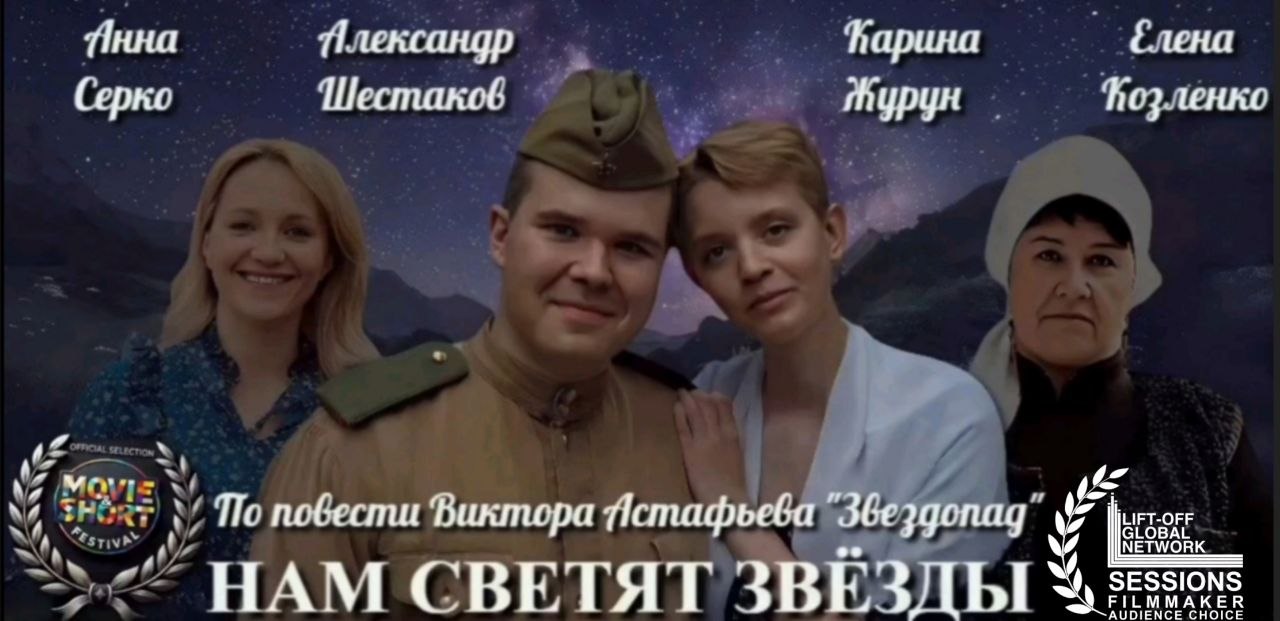 Анна
Серко
Александр
Шестаков
Карина
Журун
Елена
Козленко
OFFICIAL SELECTION
MOVIE
&
SHORT
FESTIVAL
По повести Виктора Астафьева "Звездопад"
НАМ СВЕТЯТ ЗВЁЗДЫ
LIFT-OFF
GLOBAL
NETWORK
SESSIONS
FILMMAKER
AUDIENCE CHOICE